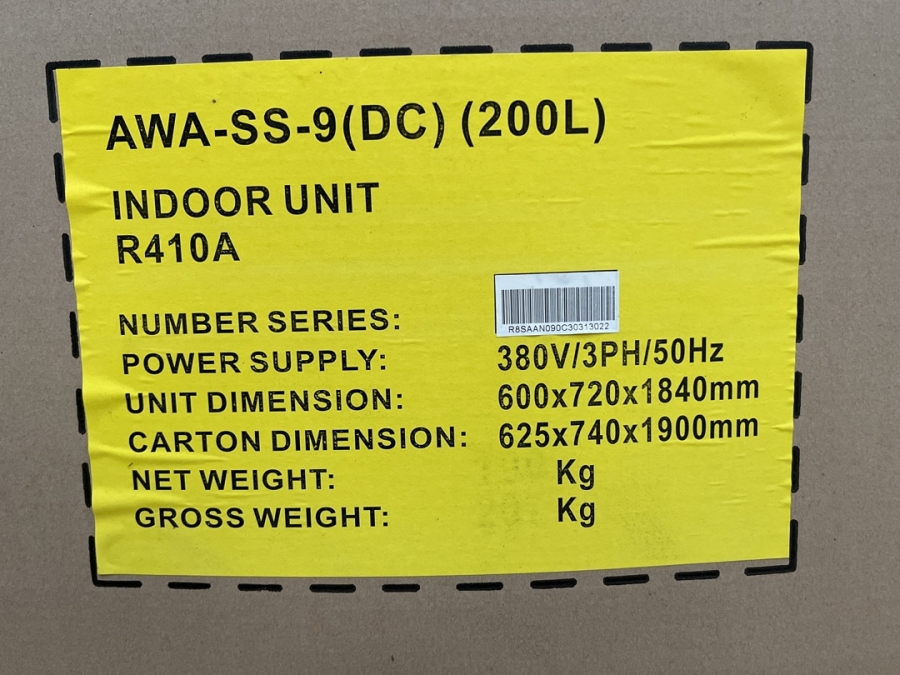 AWA-SS-9(DC) (200L)
INDOOR UNIT
R410A
NUMBER SERIES:
R8SAAN090C30313022
POWER SUPPLY: 380V/3PH/50Hz
UNIT DIMENSION: 600x720x1840mm
CARTON DIMENSION: 625x740x1900mm
NET WEIGHT: Kg
GROSS WEIGHT: Kg